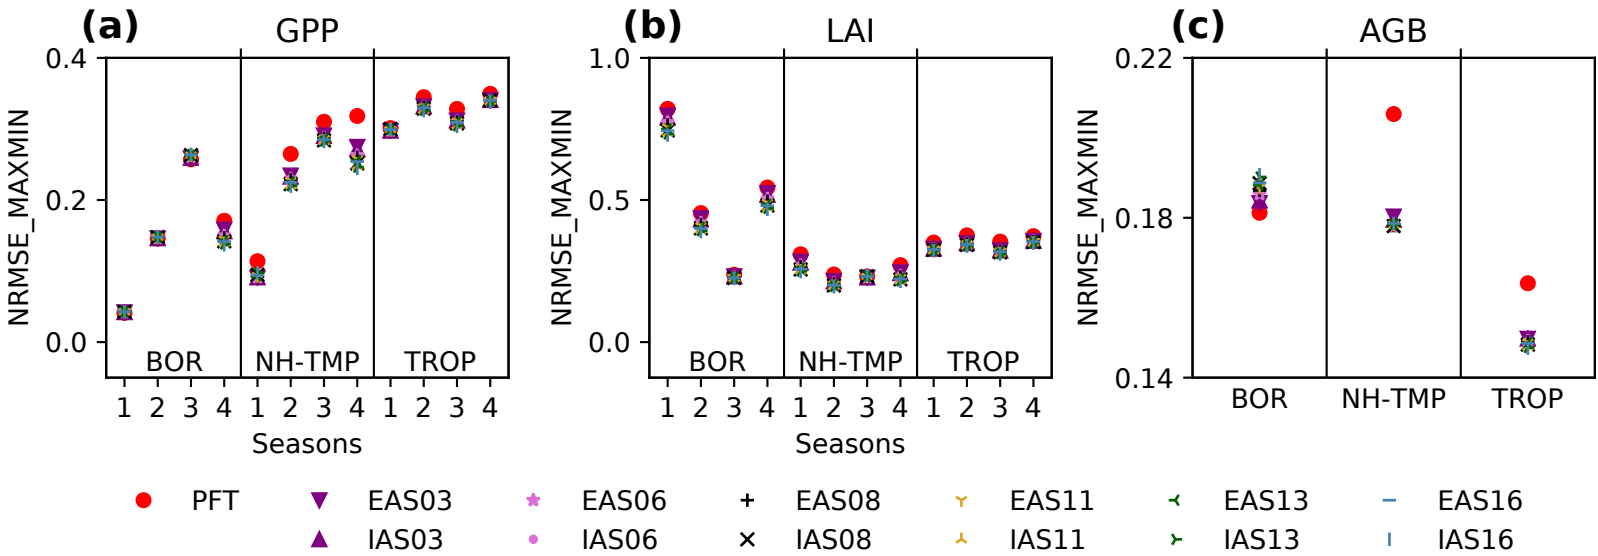 (a) GPP
(b) LAI
(c) AGB
NRMSE_MAXMIN
0.4
0.2
0.0
BOR NH-TMP TROP
1 2 3 4 1 2 3 4 1 2 3 4
Seasons
NRMSE_MAXMIN
1.0
0.5
0.0
BOR NH-TMP TROP
1 2 3 4 1 2 3 4 1 2 3 4
Seasons
NRMSE_MAXMIN
0.22
0.18
0.14
BOR NH-TMP TROP
PFT EAS03 EAS06 EAS08 EAS11 EAS13 EAS16
IAS03 IAS06 IAS08 IAS11 IAS13 IAS16